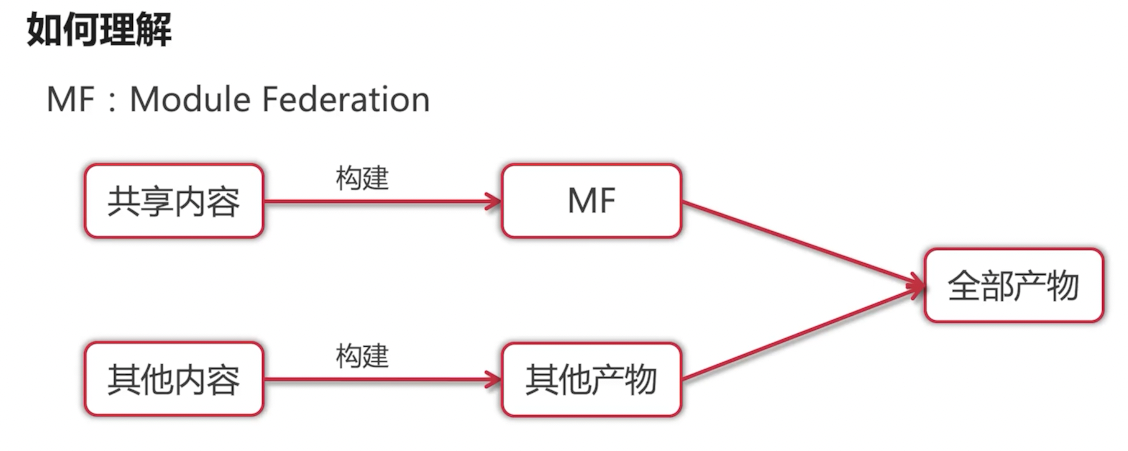 如何理解
MF：Module Federation
构建
共享内容
MF
全部产物
构建
其他内容
其他产物